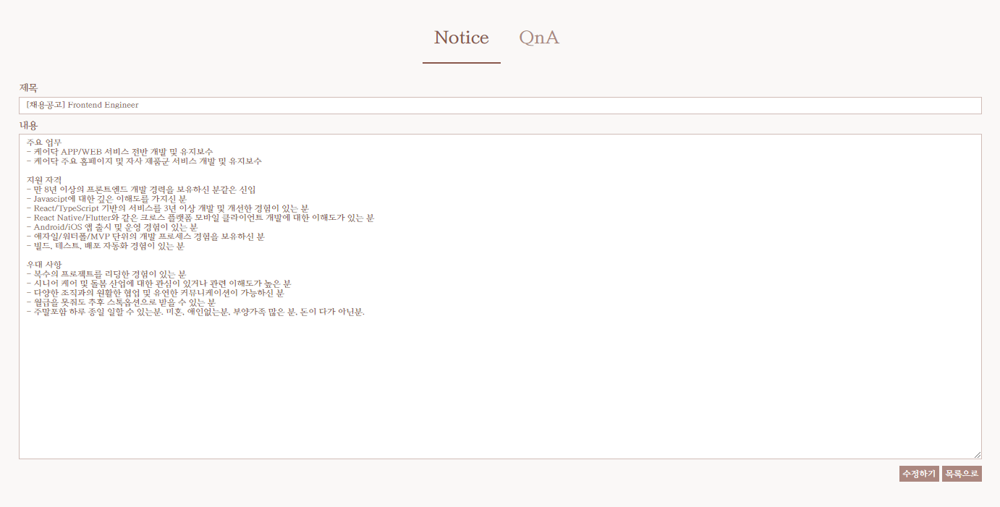 Notice QnA
제목
[채용공고] Frontend Engineer
내용
주요 업무
- 케어닥 APP/WEB 서비스 전반 개발 및 유지보수
- 케어닥 주요 홈페이지 및 자사 제품군 서비스 개발 및 유지보수
지원 자격
- 만 8년 이상의 프론트엔드 개발 경력을 보유하신 분같은 신입
- Javascipt에 대한 깊은 이해도를 가지신 분
- React/TypeScript 기반의 서비스를 3년 이상 개발 및 개선한 경험이 있는 분
- React Native/Flutter와 같은 크로스 플랫폼 모바일 클라이언트 개발에 대한 이해도가 있는 분
- Android/iOS 앱 출시 및 운영 경험이 있는 분
- 애자일/워터폴/MVP 단위의 개발 프로세스 경험을 보유하신 분
- 빌드, 테스트, 배포 자동화 경험이 있는 분
우대 사항
- 복수의 프로젝트를 리딩한 경험이 있는 분
- 시니어 케어 및 돌봄 산업에 대한 관심이 있거나 관련 이해도가 높은 분
- 다양한 조직과의 원활한 협업 및 유연한 커뮤니케이션이 가능하신 분
- 월급을 못줘도 추후 스톡옵션으로 받을 수 있는 분
- 주말포함 하루 종일 일할 수 있는분. 미혼, 애인없는분, 부양가족 많은 분, 돈이 다가 아닌분.
수정하기 목록으로